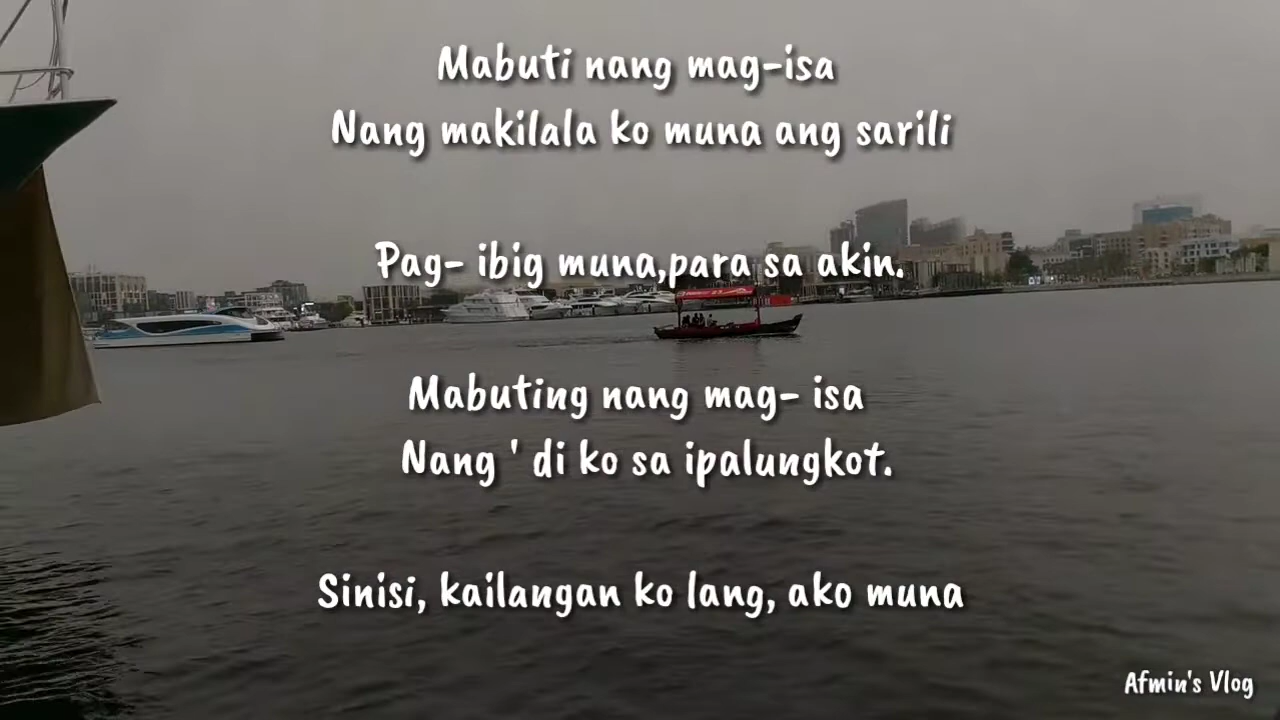 Mabuti nang mag-isa
Nang makilala ko muna ang sarili
Pag- ibig muna,para sa akin.
Mabuting nang mag- isa
Nang ' di ko sa ipalungkot.
Sinisi, kailangan ko lang, ako muna
Afmin's Vlog